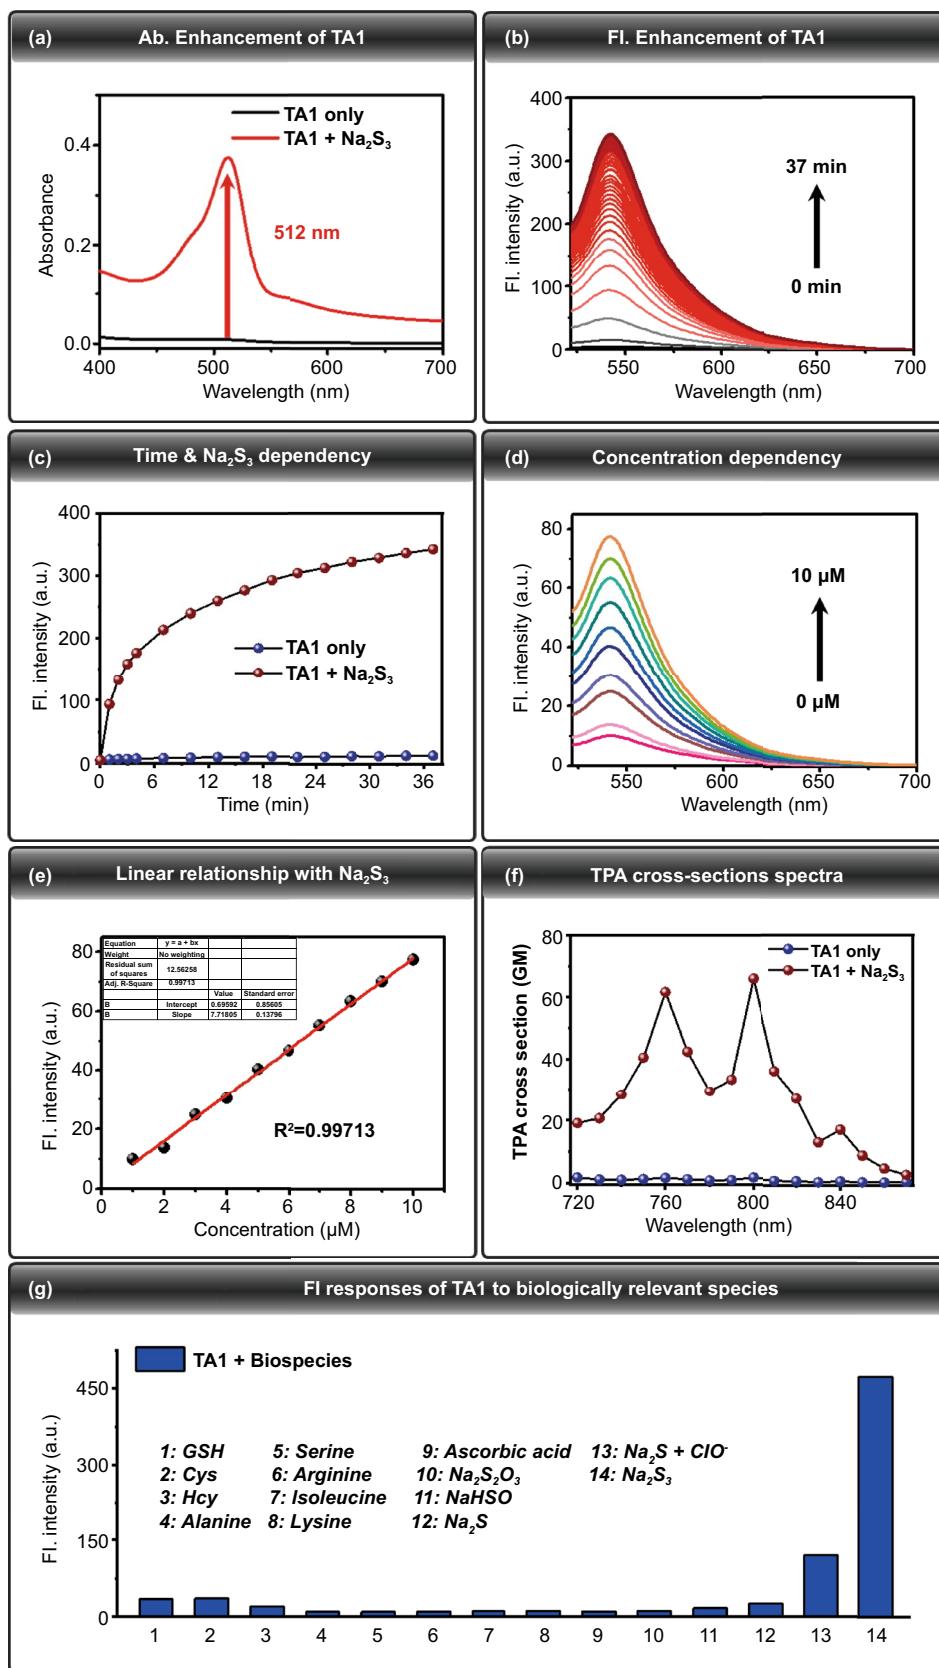 (a) Ab. Enhancement of TA1
TA1 only
TA1 + Na₂S₃
512 nm
Absorbance
0.4
0.2
0.0
400 500 600 700
Wavelength (nm)
(b) Fl. Enhancement of TA1
37 min
0 min
Fl. intensity (a.u.)
400
300
200
100
0
550 600 650 700
Wavelength (nm)
(c) Time & Na₂S₃ dependency
Fl. intensity (a.u.)
400
300
200
100
0
TA1 only
TA1 + Na₂S₃
0 6 12 18 24 30 36
Time (min)
(d) Concentration dependency
Fl. intensity (a.u.)
80
60
40
20
0
10 µM
0 µM
550 600 650 700
Wavelength (nm)
(e) Linear relationship with Na₂S₃
Fl. intensity (a.u.)
80
60
40
20
0
Equation y = a + bx
Weight No weighting
Residual sum of squares 12.56258
Adj. R-Square 0.99713
Value Standard error
B Intercept 0.69592 0.85605
B Slope 7.71805 0.13796
R²=0.99713
0 2 4 6 8 10
Concentration (µM)
(f) TPA cross-sections spectra
TPA cross section (GM)
80
60
40
20
0
TA1 only
TA1 + Na₂S₃
720 760 800 840
Wavelength (nm)
(g) FI responses of TA1 to biologically relevant species
Fl. intensity (a.u.)
450
300
150
0
TA1 + Biospecies
1: GSH 5: Serine 9: Ascorbic acid 13: Na₂S + ClO⁻
2: Cys 6: Arginine 10: Na₂S₂O₃ 14: Na₂S₃
3: Hcy 7: Isoleucine 11: NaHSO
4: Alanine 8: Lysine 12: Na₂S
1 2 3 4 5 6 7 8 9 10 11 12 13 14